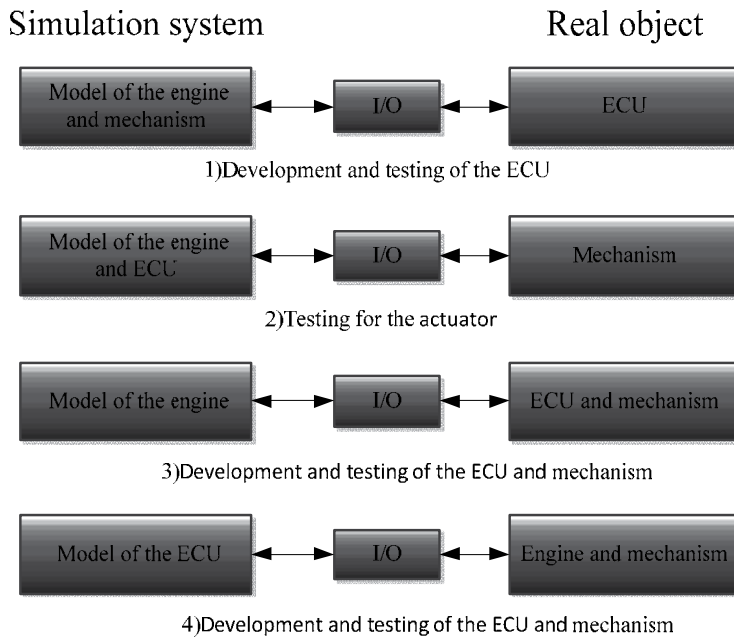 Simulation system
Real object
Model of the engine
and mechanism
I/O
ECU
1)Development and testing of the ECU
Model of the engine
and ECU
I/O
Mechanism
2)Testing for the actuator
Model of the engine
I/O
ECU and mechanism
3)Development and testing of the ECU and mechanism
Model of the ECU
I/O
Engine and mechanism
4)Development and testing of the ECU and mechanism